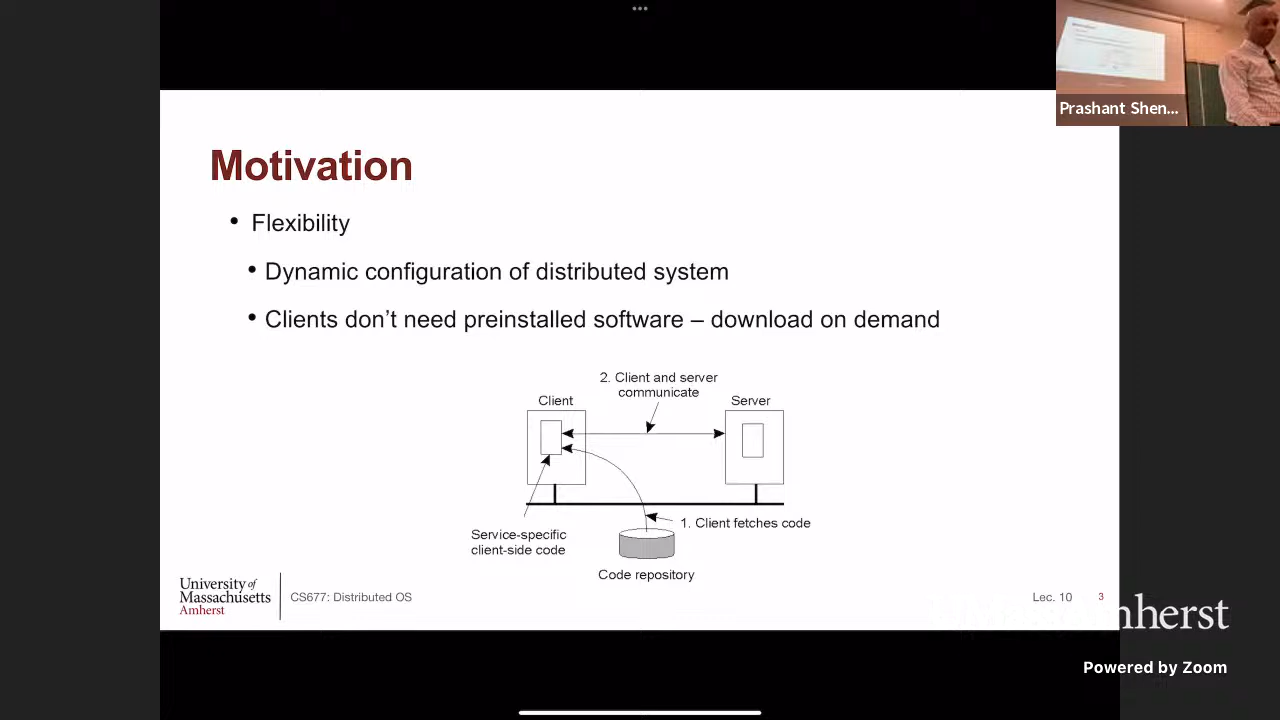 Prashant Shen...
Motivation
• Flexibility
• Dynamic configuration of distributed system
• Clients don’t need preinstalled software – download on demand
2. Client and server
communicate
Client
Server
1. Client fetches code
Service-specific
client-side code
Code repository
University of
Massachusetts
Amherst
CS677: Distributed OS
Lec. 10
3
Powered by Zoom